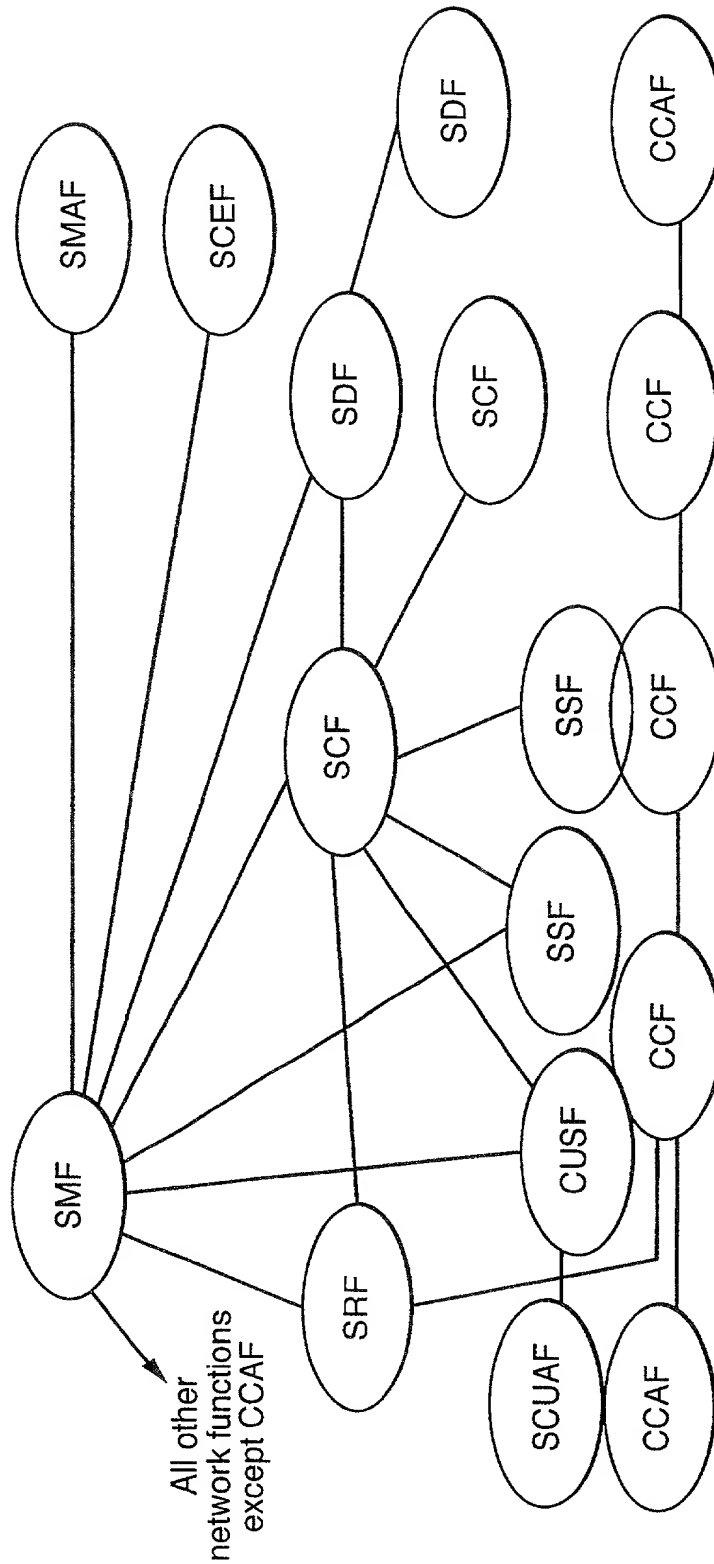 SMF
SMAF
SCEF
All other
network functions
except CCAF
SRF
SCF
SDF
SDF
SCF
SCUAF
CUSF
SSF
SSF
CCAF
CCF
CCF
CCF
CCAF